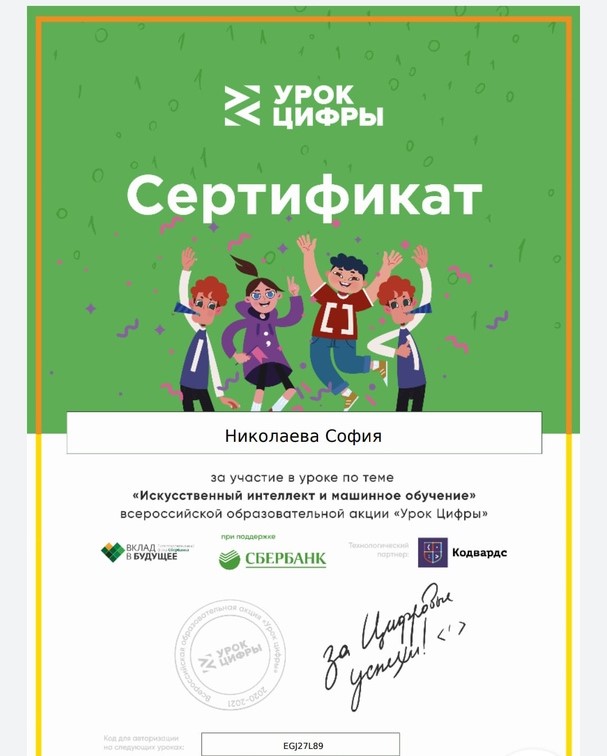 УРОК
ЦИФРЫ
Сертификат
Николаева София
за участие в уроке по теме
«Искусственный интеллект и машинное обучение»
всероссийской образовательной акции «Урок Цифры»
ВКЛАД
В БУДУЩЕЕ
при поддержке
СБЕРБАНК
Технологический
партнер:
Кодвардс
Всероссийская образовательная акция «Урок цифры»
УРОК
ЦИФРЫ
2020-2021
за Цифровые
успехи! <'>
Код для авторизации
на следующих уроках:
EGJ27L89